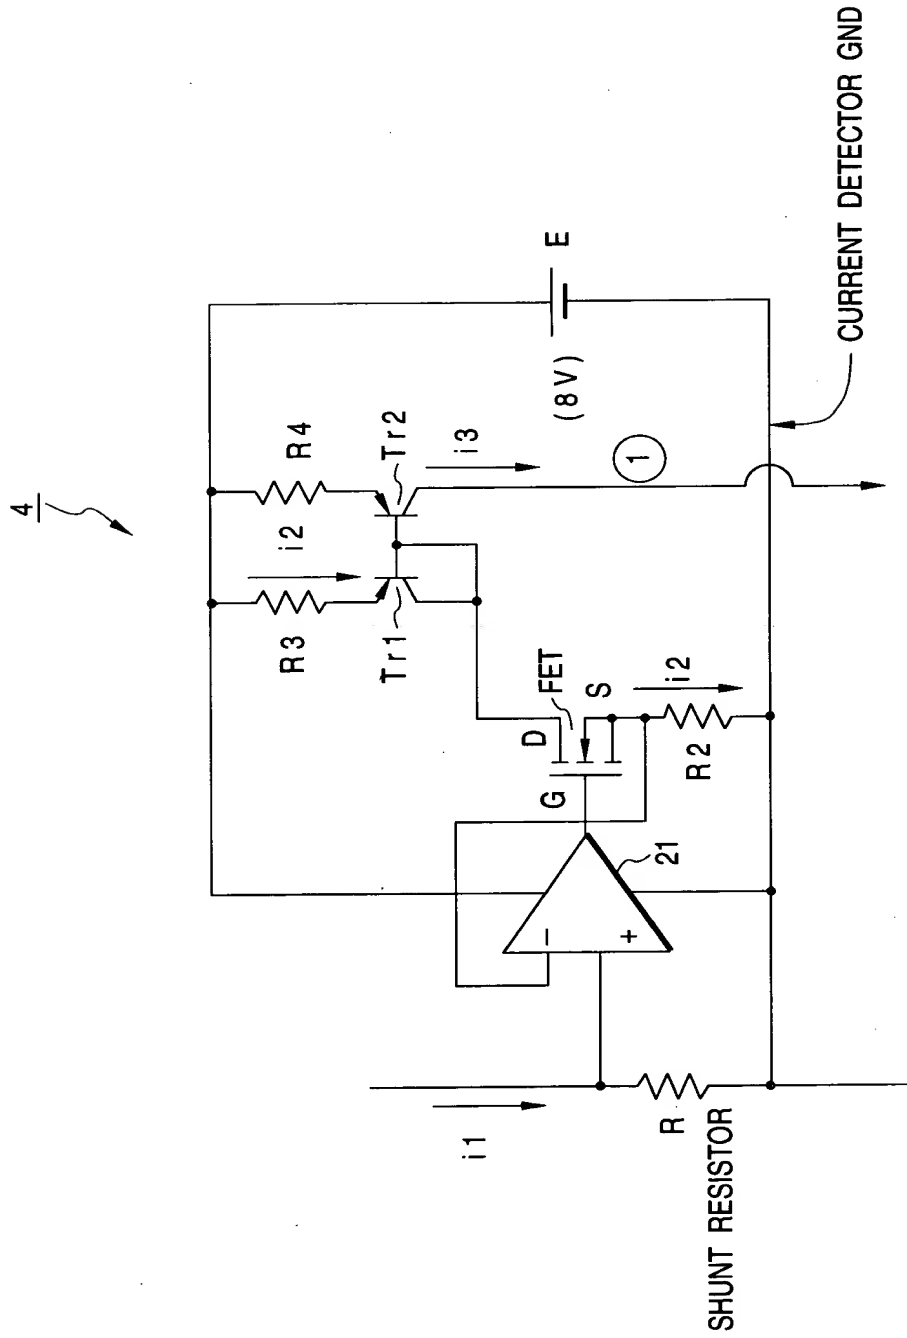 4
R4
i2
R3
Tr2
Tr1
i3
1
E
(8V)
FET
D
G
S
i2
R2
21
−
+
i1
R
SHUNT RESISTOR
CURRENT DETECTOR GND